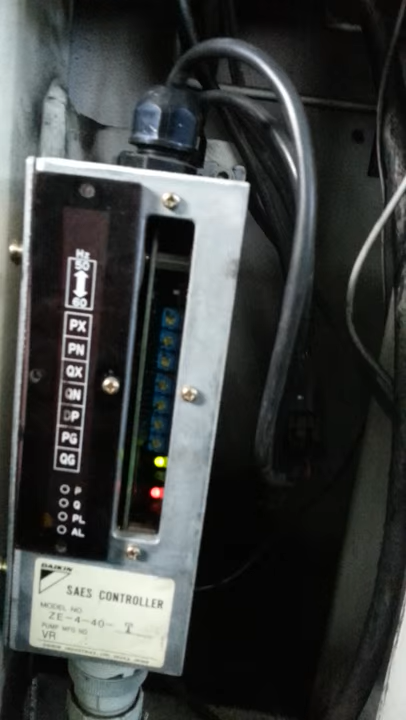 Hz
50
60
PX
PN
QX
QN
DP
PG
QG
P
Q
PL
AL
DAIKIN
SAES CONTROLLER
MODEL NO
ZE-4-40-
PUMP MFG NO
VR